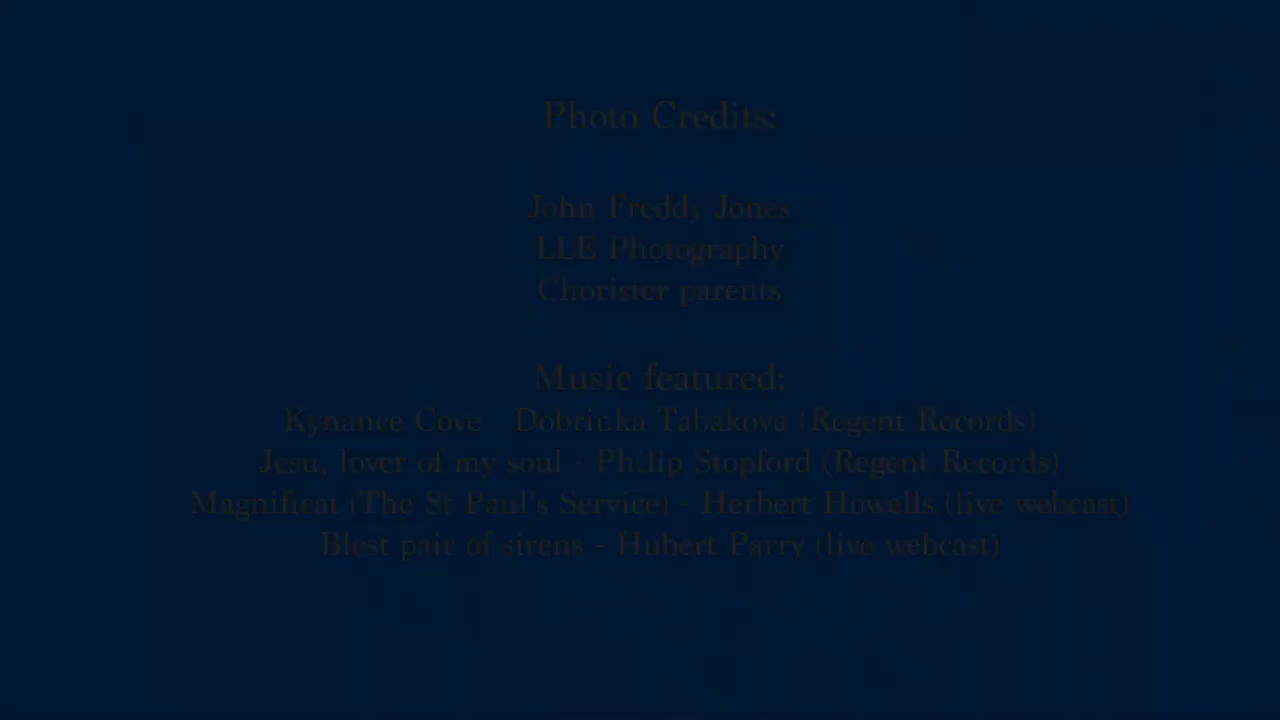 Photo Credits:
John Freddy Jones
LLE Photography
Chorister parents
Music featured:
Kynance Cove - Dobrinka Tabakova (Regent Records)
Jesu, lover of my soul - Philip Stopford (Regent Records)
Magnificat (The St Paul's Service) - Herbert Howells (live webcast)
Blest pair of sirens - Hubert Parry (live webcast)